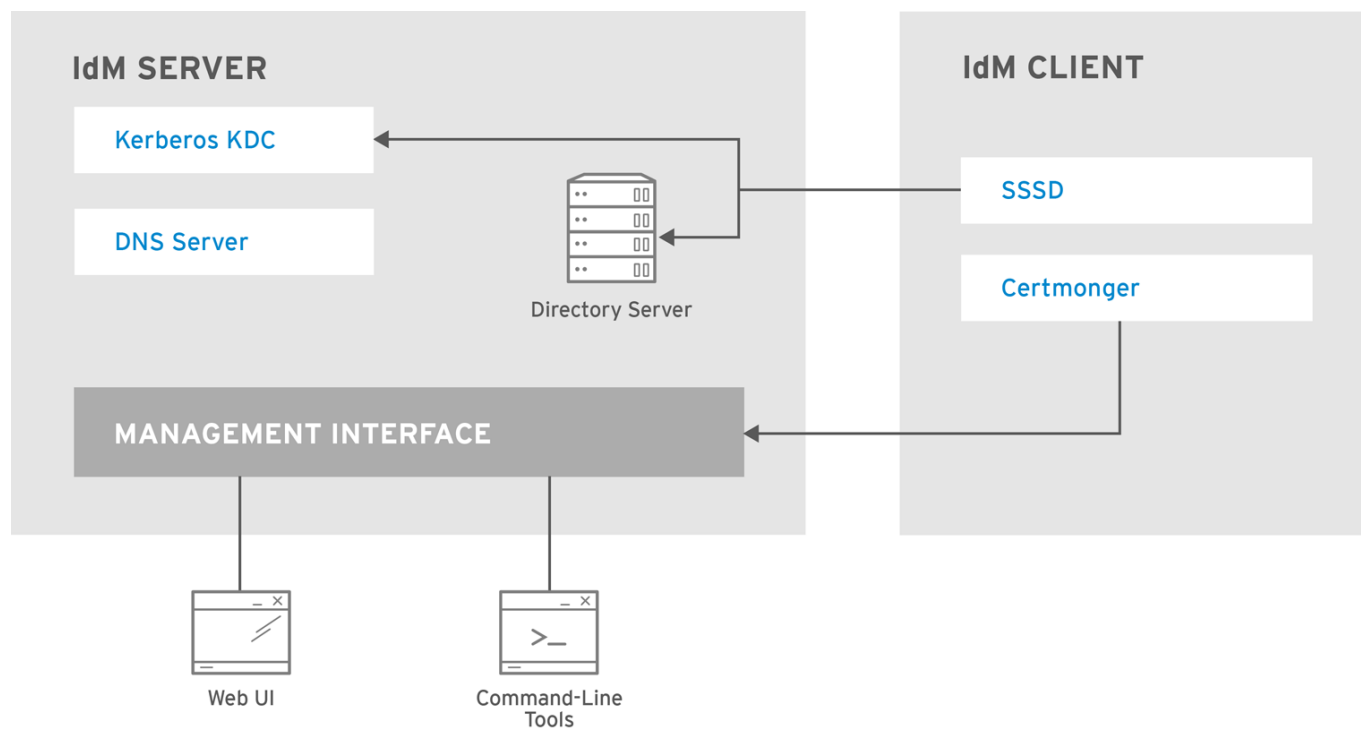 IdM SERVER
Kerberos KDC
DNS Server
Directory Server
MANAGEMENT INTERFACE
Web UI
Command-Line
Tools
IdM CLIENT
SSSD
Certmonger